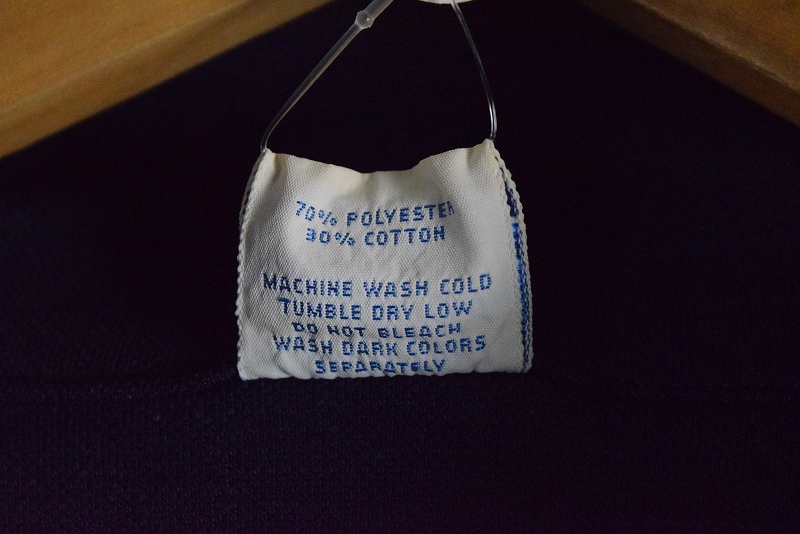 70% POLYESTER
30% COTTON
MACHINE WASH COLD
TUMBLE DRY LOW
DO NOT BLEACH
WASH DARK COLORS
SEPARATELY